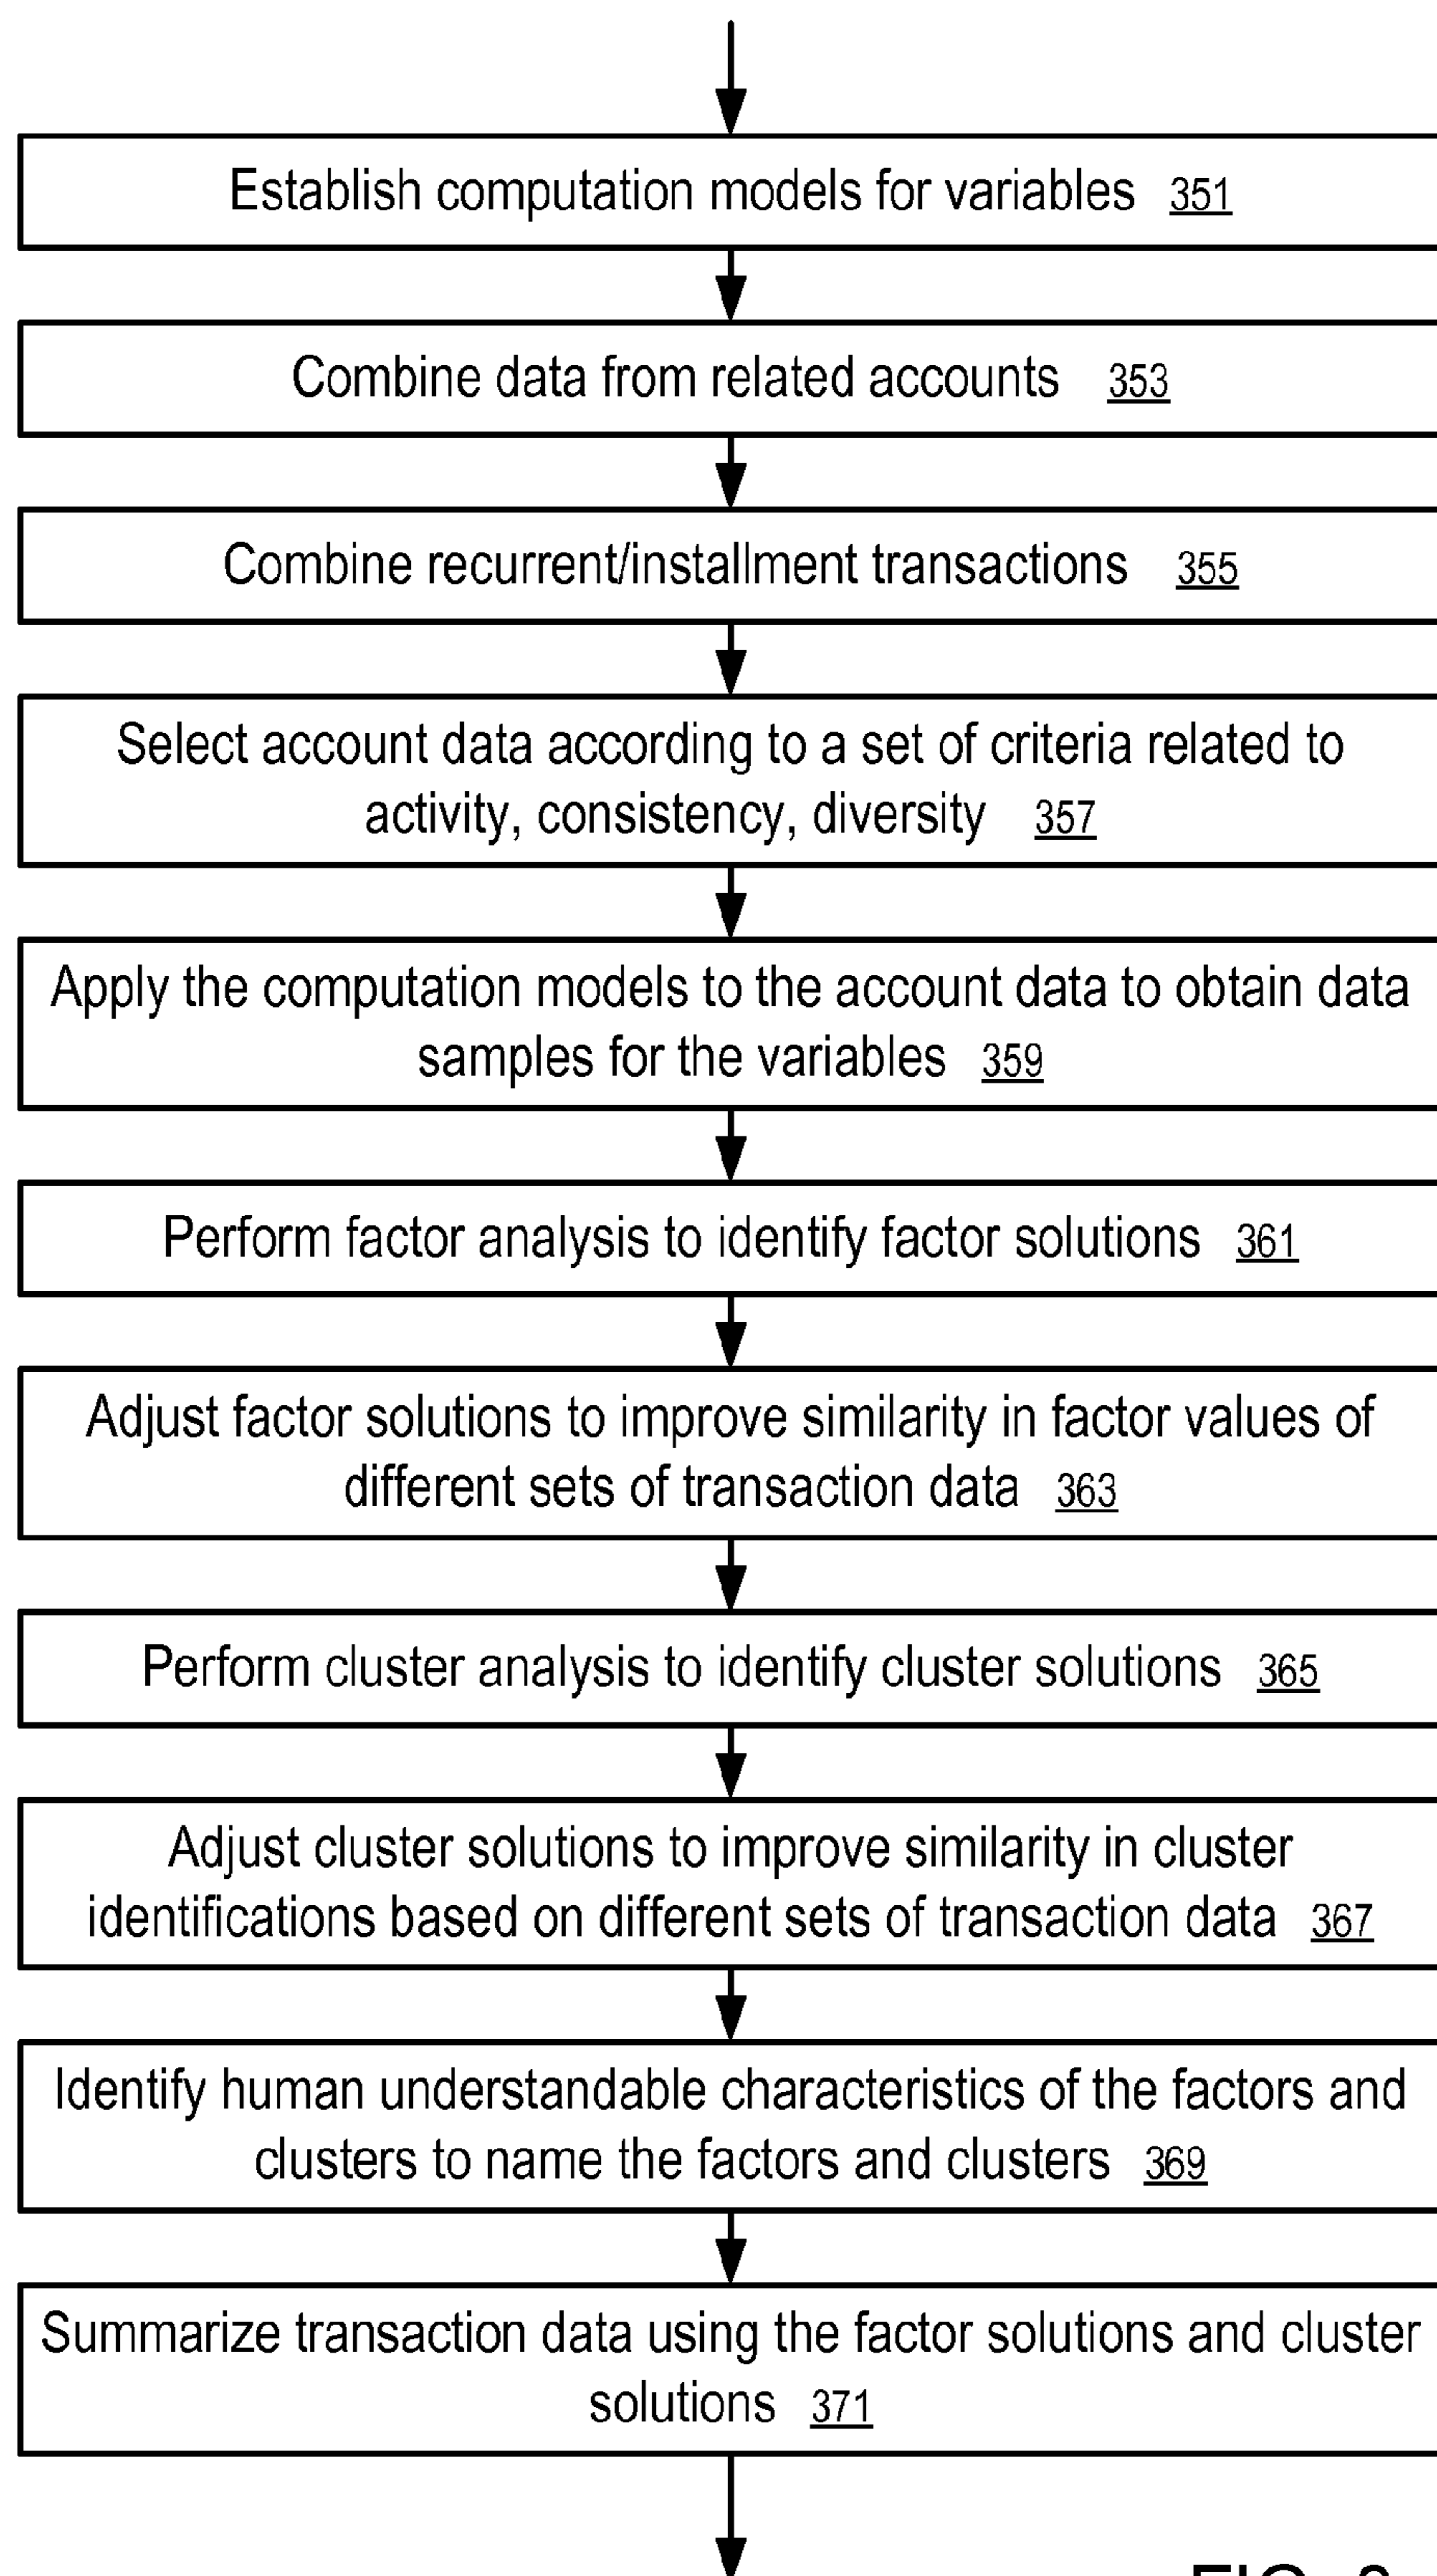 Establish computation models for variables 351
Combine data from related accounts 353
Combine recurrent/installment transactions 355
Select account data according to a set of criteria related to
activity, consistency, diversity 357
Apply the computation models to the account data to obtain data
samples for the variables 359
Perform factor analysis to identify factor solutions 361
Adjust factor solutions to improve similarity in factor values of
different sets of transaction data 363
Perform cluster analysis to identify cluster solutions 365
Adjust cluster solutions to improve similarity in cluster
identifications based on different sets of transaction data 367
Identify human understandable characteristics of the factors and
clusters to name the factors and clusters 369
Summarize transaction data using the factor solutions and cluster
solutions 371
FIG.